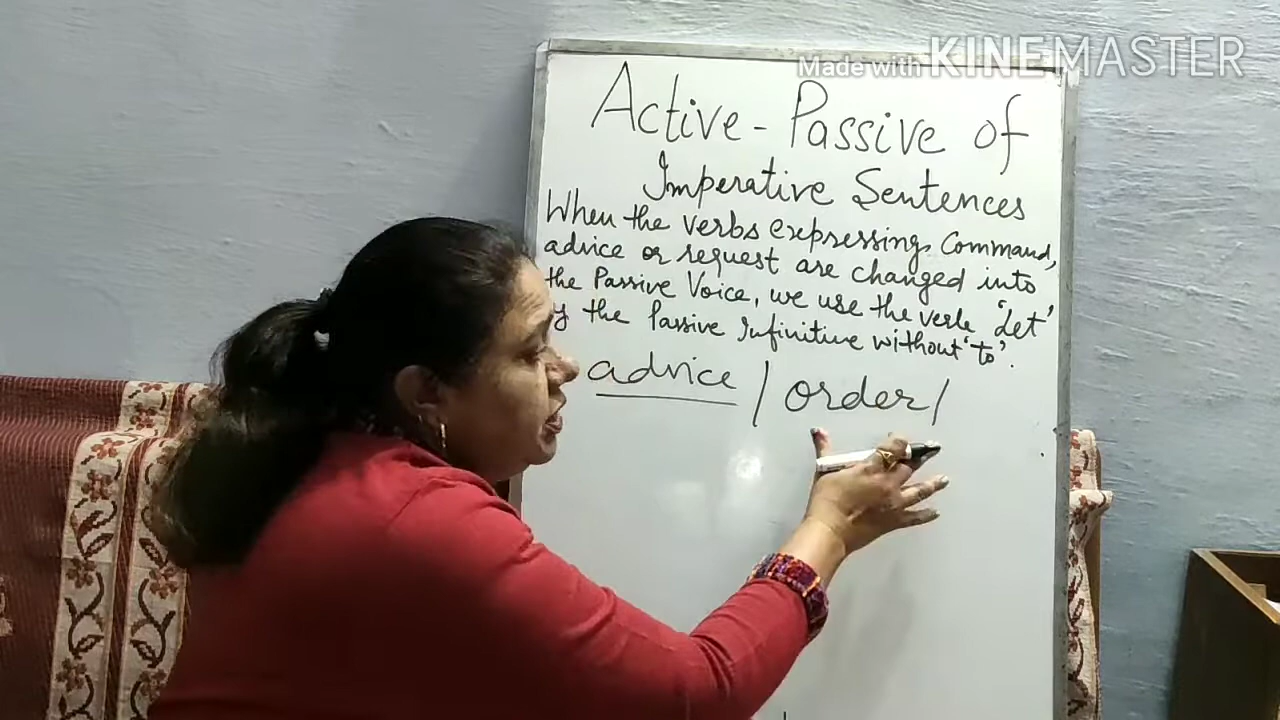 Made with KINEMASTER
Active - Passive of
Imperative Sentences
When the verbs expressing Command,
advice or request are changed into
the Passive Voice, we use the verb 'Let'
the Passive Infinitive without 'to'.
advice / order /